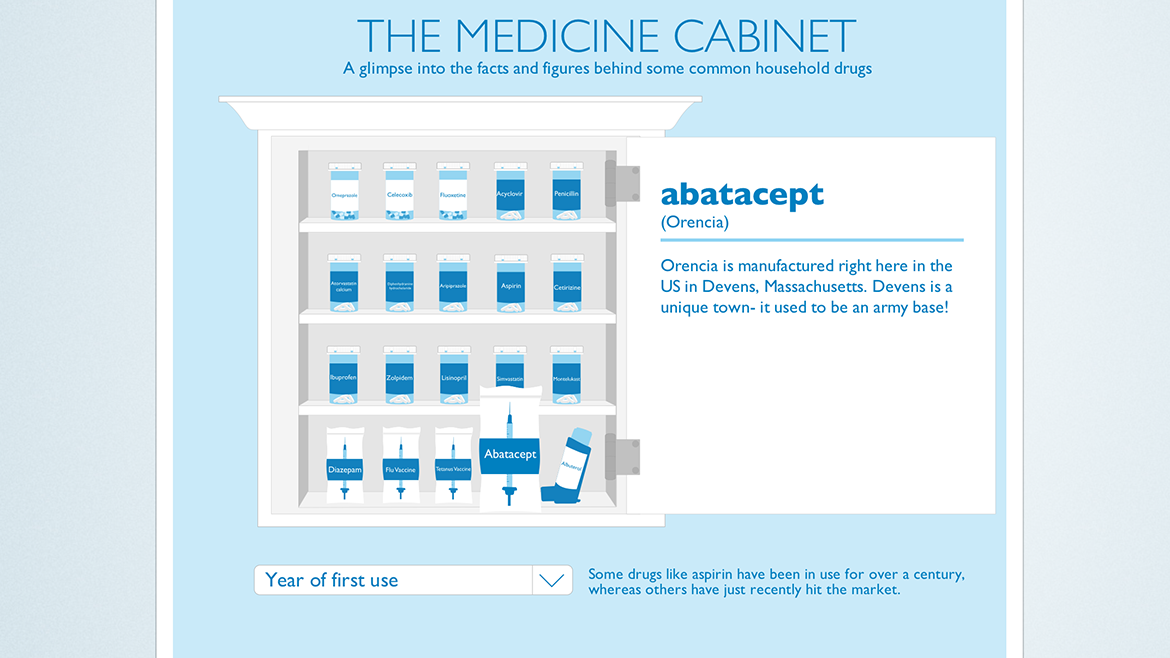 THE MEDICINE CABINET
A glimpse into the facts and figures behind some common household drugs
Omeprazole
Celecoxib
Fluoxetine
Acyclovir
Penicillin
Atorvastatin
calcium
Diphenhydramine
hydrochloride
Aripiprazole
Aspirin
Cetirizine
Ibuprofen
Zolpidem
Lisinopril
Simvastatin
Montelukast
Diazepam
Flu Vaccine
Tetanus Vaccine
Abatacept
Albuterol
abatacept
(Orencia)
Orencia is manufactured right here in the
US in Devens, Massachusetts. Devens is a
unique town- it used to be an army base!
Year of first use
Some drugs like aspirin have been in use for over a century,
whereas others have just recently hit the market.